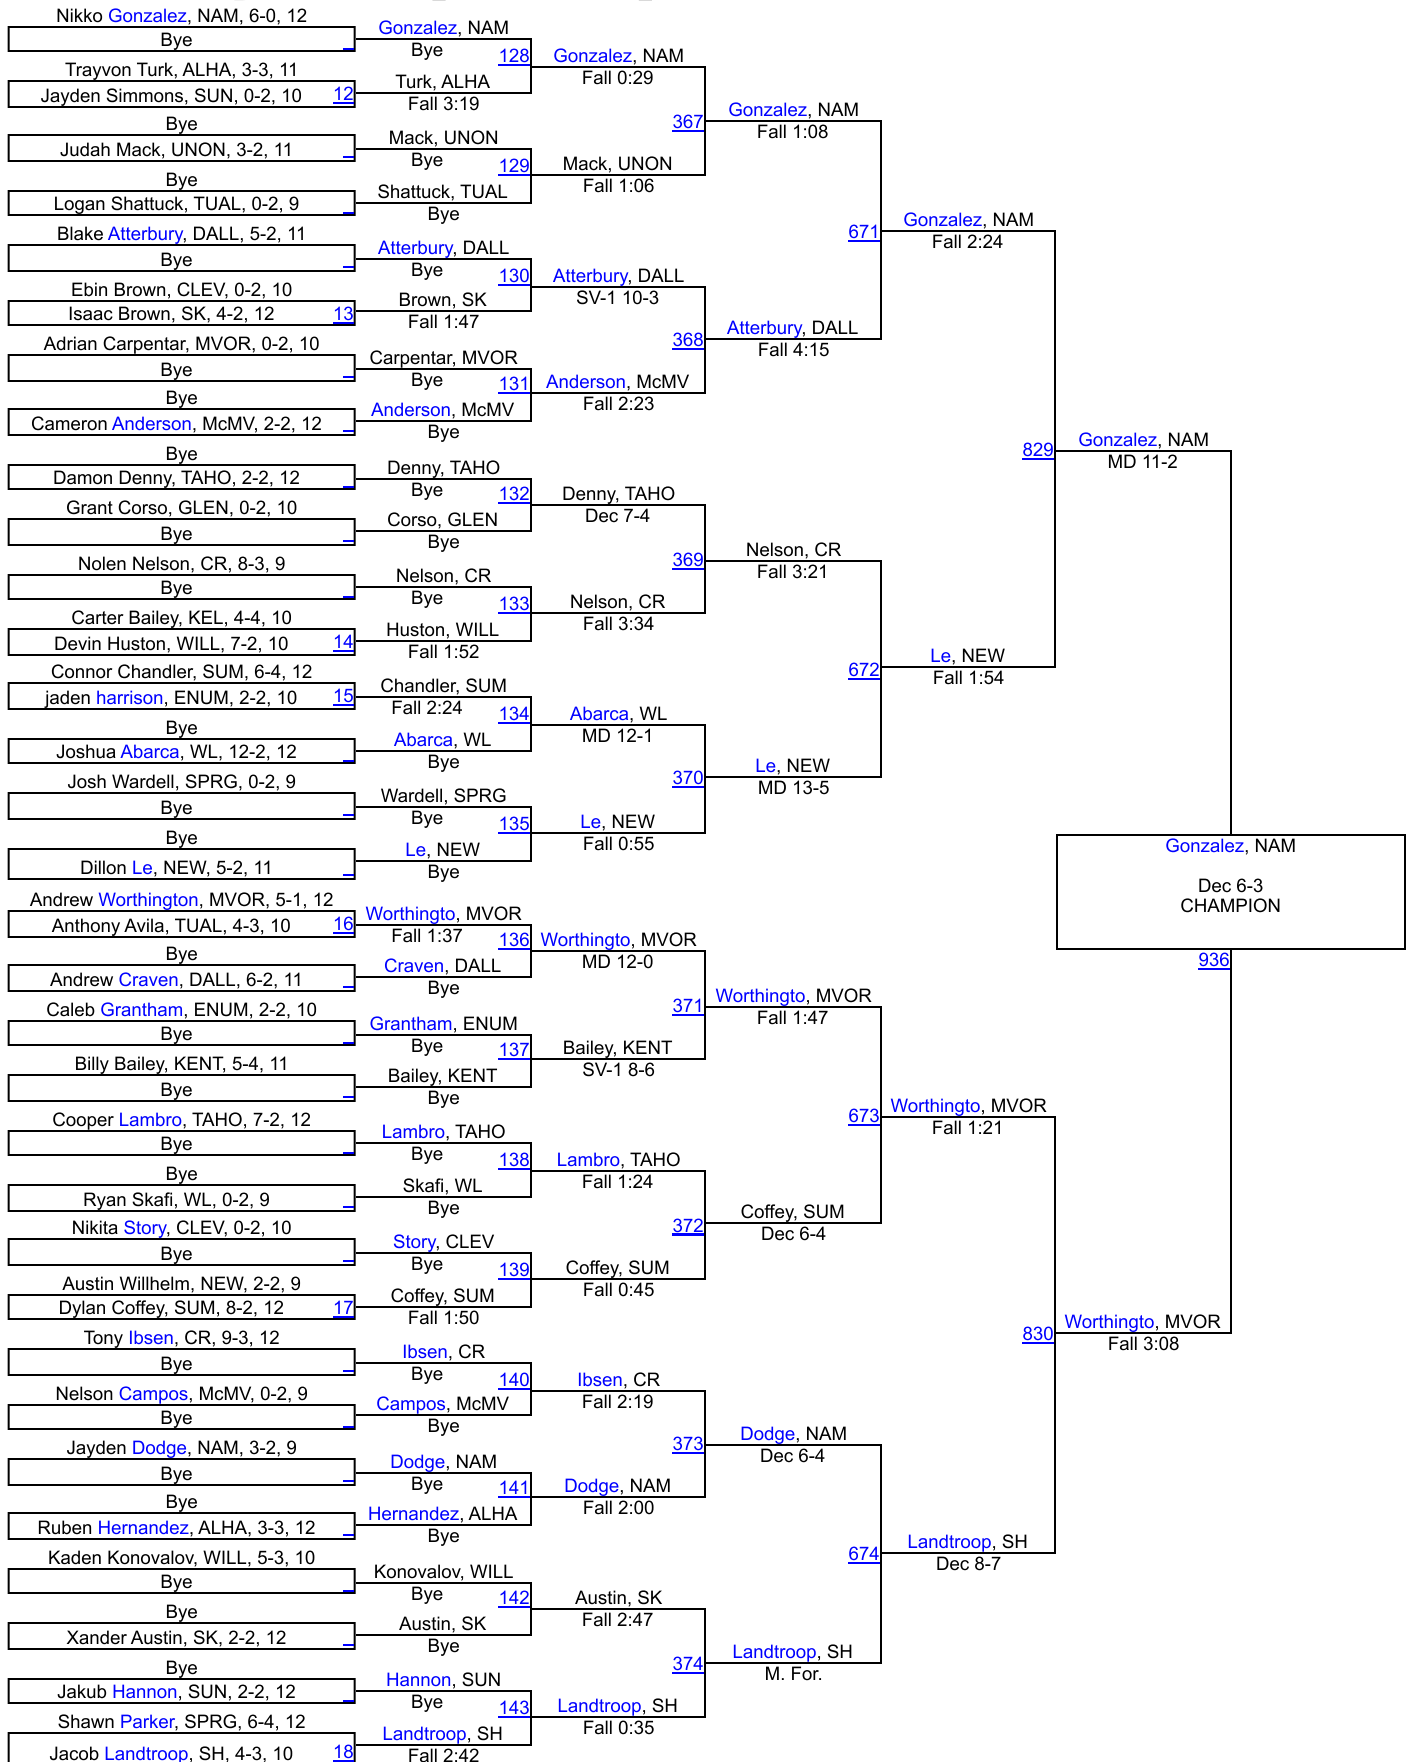 Nikko Gonzalez, NAM, 6-0, 12
Bye
Trayvon Turk, ALHA, 3-3, 11
Jayden Simmons, SUN, 0-2, 10 12
Bye
Judah Mack, UNON, 3-2, 11
Bye
Logan Shattuck, TUAL, 0-2, 9
Blake Atterbury, DALL, 5-2, 11
Bye
Ebin Brown, CLEV, 0-2, 10
Isaac Brown, SK, 4-2, 12 13
Adrian Carpentar, MVOR, 0-2, 10
Bye
Bye
Cameron Anderson, McMV, 2-2, 12
Bye
Damon Denny, TAHO, 2-2, 12
Grant Corso, GLEN, 0-2, 10
Bye
Nolen Nelson, CR, 8-3, 9
Bye
Carter Bailey, KEL, 4-4, 10
Devin Huston, WILL, 7-2, 10 14
Connor Chandler, SUM, 6-4, 12
jaden harrison, ENUM, 2-2, 10 15
Bye
Joshua Abarca, WL, 12-2, 12
Josh Wardell, SPRG, 0-2, 9
Bye
Bye
Dillon Le, NEW, 5-2, 11
Andrew Worthington, MVOR, 5-1, 12
Anthony Avila, TUAL, 4-3, 10 16
Bye
Andrew Craven, DALL, 6-2, 11
Caleb Grantham, ENUM, 2-2, 10
Bye
Billy Bailey, KENT, 5-4, 11
Bye
Cooper Lambro, TAHO, 7-2, 12
Bye
Bye
Ryan Skafi, WL, 0-2, 9
Nikita Story, CLEV, 0-2, 10
Bye
Austin Willhelm, NEW, 2-2, 9
Dylan Coffey, SUM, 8-2, 12 17
Tony Ibsen, CR, 9-3, 12
Bye
Nelson Campos, McMV, 0-2, 9
Bye
Jayden Dodge, NAM, 3-2, 9
Bye
Bye
Ruben Hernandez, ALHA, 3-3, 12
Kaden Konovalov, WILL, 5-3, 10
Bye
Bye
Xander Austin, SK, 2-2, 12
Bye
Jakub Hannon, SUN, 2-2, 12
Shawn Parker, SPRG, 6-4, 12
Jacob Landtroop, SH, 4-3, 10 18
Gonzalez, NAM
Bye
128
Turk, ALHA
Fall 3:19
Mack, UNON
Bye
129
Shattuck, TUAL
Bye
Atterbury, DALL
Bye
130
Brown, SK
Fall 1:47
Carpentar, MVOR
Bye
131
Anderson, McMV
Bye
Denny, TAHO
Bye
132
Corso, GLEN
Bye
Nelson, CR
Bye
133
Huston, WILL
Fall 1:52
Chandler, SUM
Fall 2:24
134
Abarca, WL
Bye
Wardell, SPRG
Bye
135
Le, NEW
Bye
Worthingto, MVOR
Fall 1:37
136
Craven, DALL
Bye
Grantham, ENUM
Bye
137
Bailey, KENT
Bye
Lambro, TAHO
Bye
138
Skafi, WL
Bye
Story, CLEV
Bye
139
Coffey, SUM
Fall 1:50
Ibsen, CR
Bye
140
Campos, McMV
Bye
Dodge, NAM
Bye
141
Hernandez, ALHA
Bye
Konovalov, WILL
Bye
142
Austin, SK
Bye
Hannon, SUN
Bye
143
Landtroop, SH
Fall 2:42
Gonzalez, NAM
Fall 0:29
367
Mack, UNON
Fall 1:06
Atterbury, DALL
SV-1 10-3
368
Anderson, McMV
Fall 2:23
Denny, TAHO
Dec 7-4
369
Nelson, CR
Fall 3:34
Abarca, WL
MD 12-1
370
Le, NEW
Fall 0:55
Worthingto, MVOR
MD 12-0
371
Bailey, KENT
SV-1 8-6
Lambro, TAHO
Fall 1:24
372
Coffey, SUM
Fall 0:45
Ibsen, CR
Fall 2:19
373
Dodge, NAM
Fall 2:00
Austin, SK
Fall 2:47
374
Landtroop, SH
Fall 0:35
Gonzalez, NAM
Fall 1:08
671
Atterbury, DALL
Fall 4:15
Nelson, CR
Fall 3:21
672
Le, NEW
MD 13-5
Worthingto, MVOR
Fall 1:47
673
Coffey, SUM
Dec 6-4
Dodge, NAM
Dec 6-4
674
Landtroop, SH
M. For.
Gonzalez, NAM
Fall 2:24
829
Le, NEW
Fall 1:54
Worthingto, MVOR
Fall 1:21
830
Landtroop, SH
Dec 8-7
Gonzalez, NAM
MD 11-2
Worthingto, MVOR
Fall 3:08
Gonzalez, NAM
Dec 6-3
CHAMPION
936